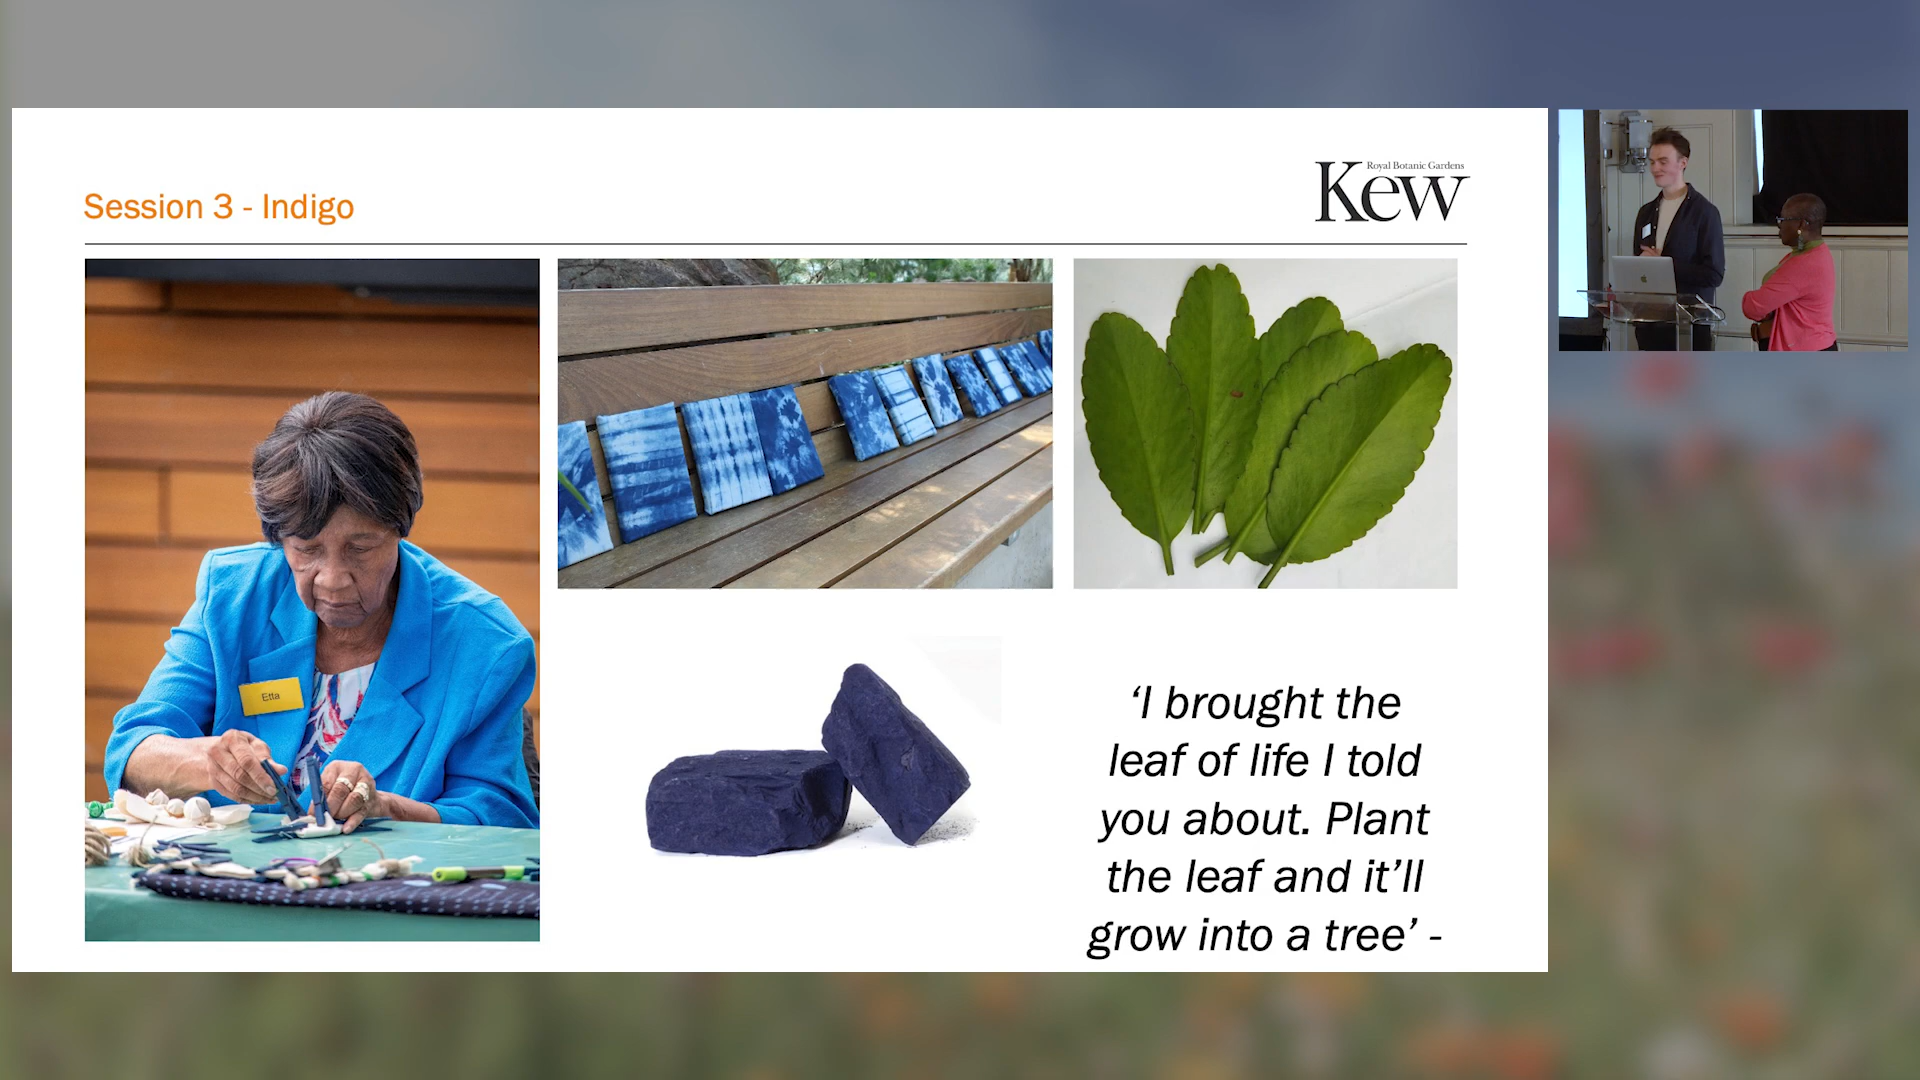 Session 3 - Indigo
Royal Botanic Gardens
Kew
Etta
‘I brought the
leaf of life I told
you about. Plant
the leaf and it’ll
grow into a tree’ -